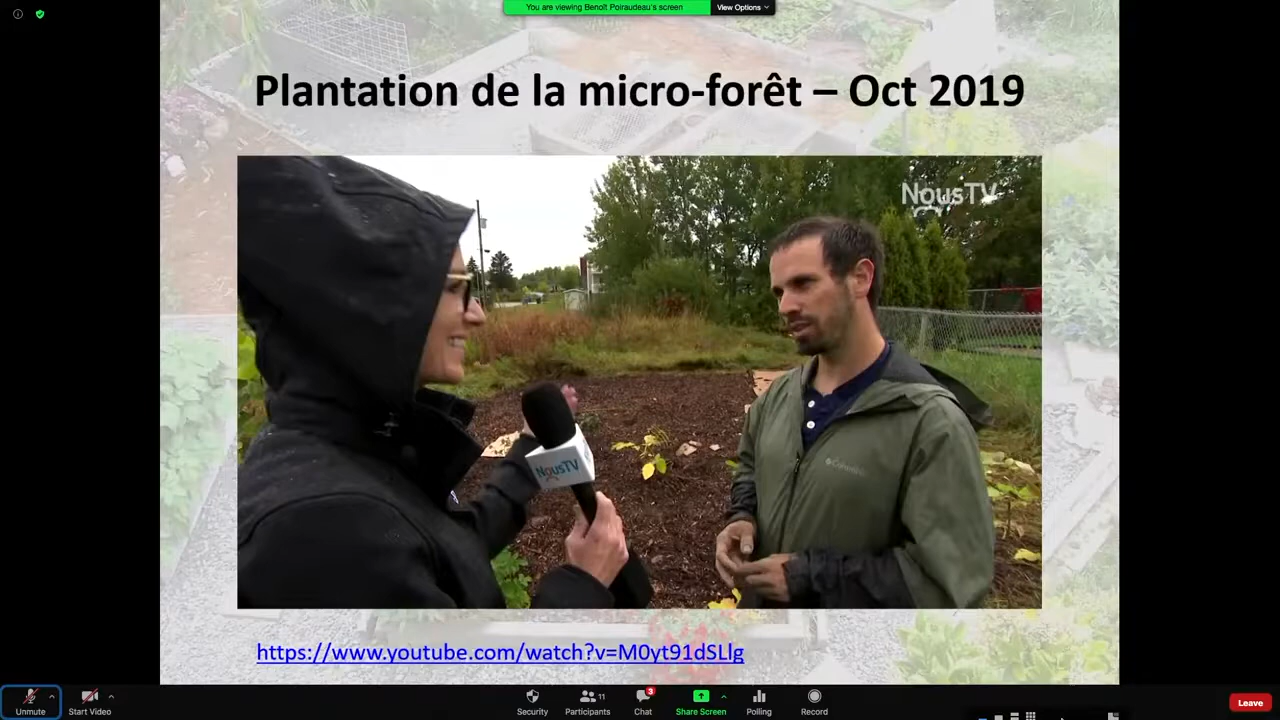 You are viewing Benoît Poiraudeau's screen
View Options
Plantation de la micro-forêt – Oct 2019
NousTV
NousTV
Columbia
https://www.youtube.com/watch?v=M0yt91dSLlg
Unmute
Start Video
Security
Participants
11
Chat
3
Share Screen
Polling
Record
Leave